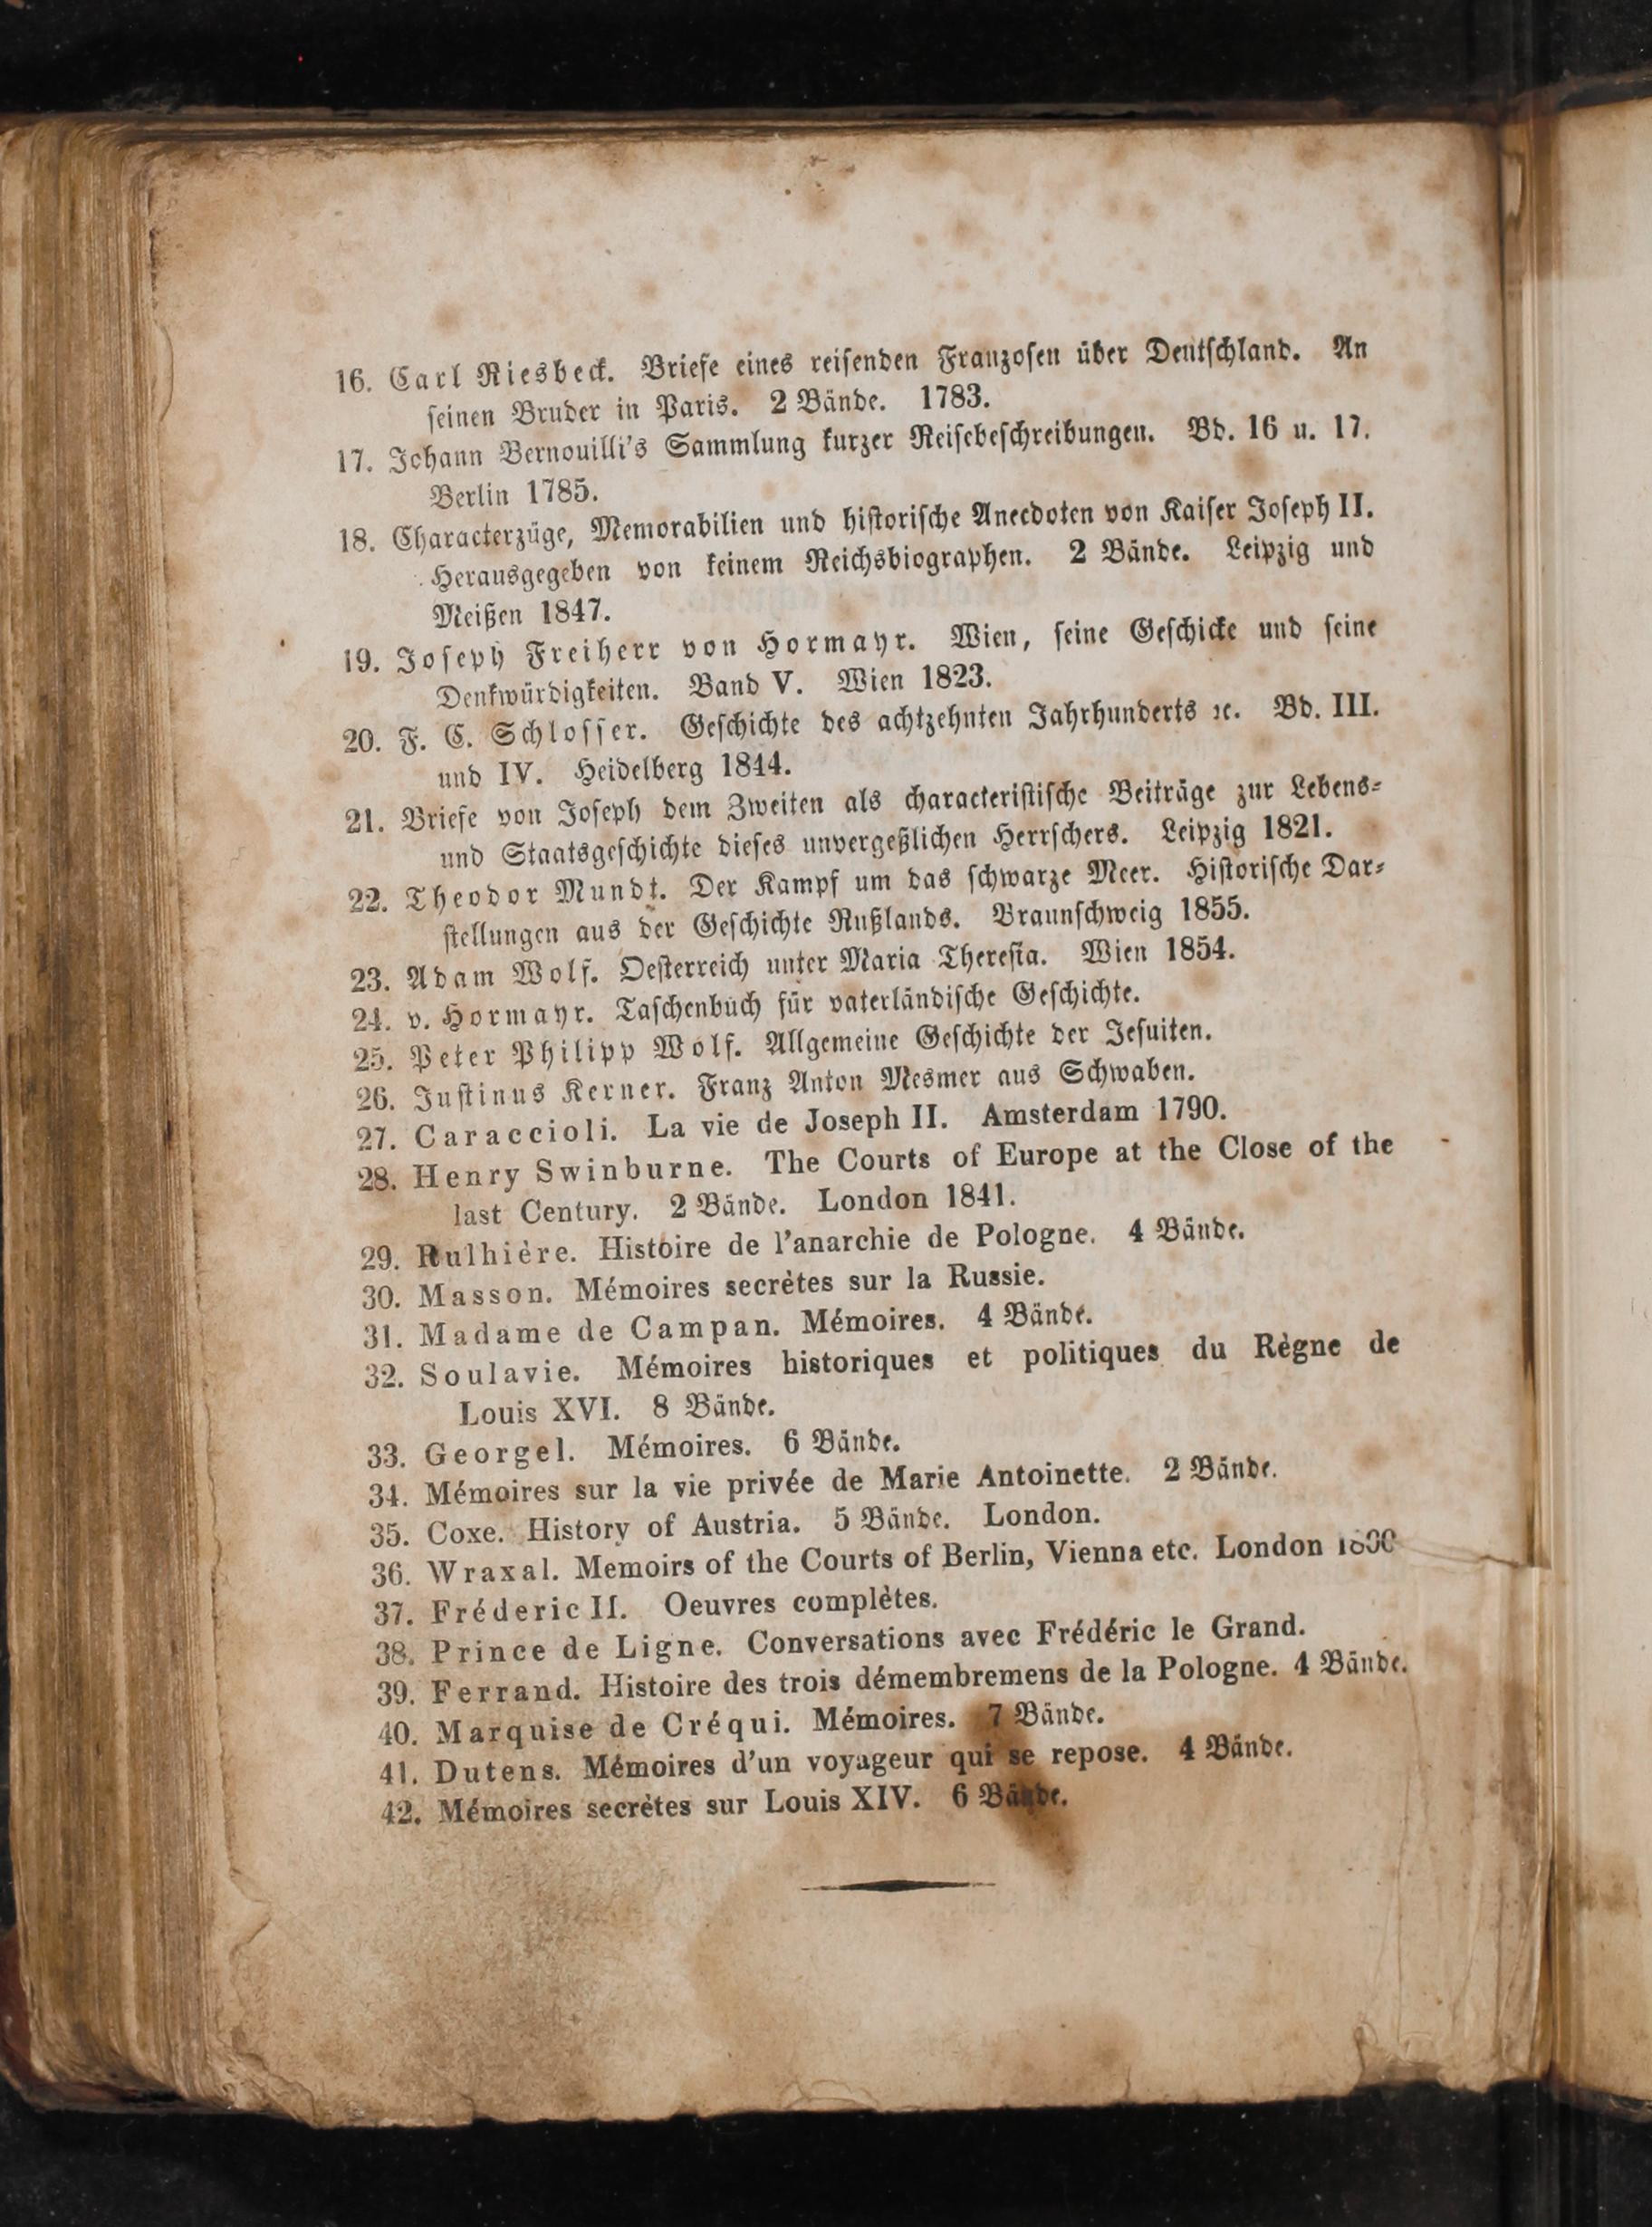 16. Carl Riesbeck. Briefe eines reisenden Franzosen über Deutschland. An
seinen Bruder in Paris. 2 Bände. 1783.
17. Johann Bernouilli's Sammlung kurzer Reisebeschreibungen. Bd. 16 u. 17.
Berlin 1785.
18. Characterzüge, Memorabilien und historische Anecdoten von Kaiser Joseph II.
Herausgegeben von keinem Reichsbiographen. 2 Bände. Leipzig und
Meißen 1847.
19. Joseph Freiherr von Hormayr. Wien, seine Geschicke und seine
Denkwürdigkeiten. Band V. Wien 1823.
20. F. C. Schlosser. Geschichte des achtzehnten Jahrhunderts ꝛc. Bd. III.
und IV. Heidelberg 1844.
21. Briefe von Joseph dem Zweiten als characteristische Beiträge zur Lebens-
und Staatsgeschichte dieses unvergeßlichen Herrschers. Leipzig 1821.
22. Theodor Mundt. Der Kampf um das schwarze Meer. Historische Dar-
stellungen aus der Geschichte Rußlands. Braunschweig 1855.
23. Adam Wolf. Oesterreich unter Maria Theresia. Wien 1854.
24. v. Hormayr. Taschenbuch für vaterländische Geschichte.
25. Peter Philipp Wolf. Allgemeine Geschichte der Jesuiten.
26. Justinus Kerner. Franz Anton Mesmer aus Schwaben.
27. Caraccioli. La vie de Joseph II. Amsterdam 1790.
28. Henry Swinburne. The Courts of Europe at the Close of the
last Century. 2 Bände. London 1841.
29. Rulhière. Histoire de l'anarchie de Pologne. 4 Bände.
30. Masson. Mémoires secrètes sur la Russie.
31. Madame de Campan. Mémoires. 4 Bände.
32. Soulavie. Mémoires historiques et politiques du Règne de
Louis XVI. 8 Bände.
33. Georgel. Mémoires. 6 Bände.
34. Mémoires sur la vie privée de Marie Antoinette. 2 Bände.
35. Coxe. History of Austria. 5 Bände. London.
36. Wraxal. Memoirs of the Courts of Berlin, Vienna etc. London
37. Fréderic II. Oeuvres complètes.
38. Prince de Ligne. Conversations avec Frédéric le Grand.
39. Ferrand. Histoire des trois démembremens de la Pologne. 4 Bände.
40. Marquise de Créqui. Mémoires. 7 Bände.
41. Dutens. Mémoires d'un voyageur qui se repose. 4 Bände.
42. Mémoires secrètes sur Louis XIV. 6 Bände.